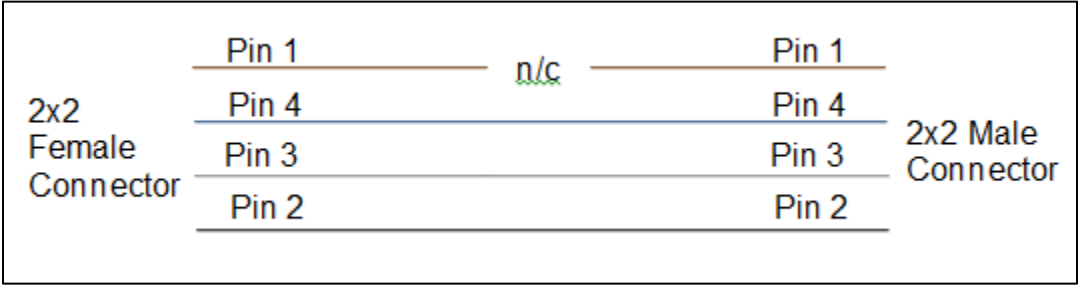 Pin 1
n/c
Pin 1
2x2
Female
Connector
Pin 4
Pin 4
Pin 3
Pin 3
Pin 2
Pin 2
2x2 Male
Connector